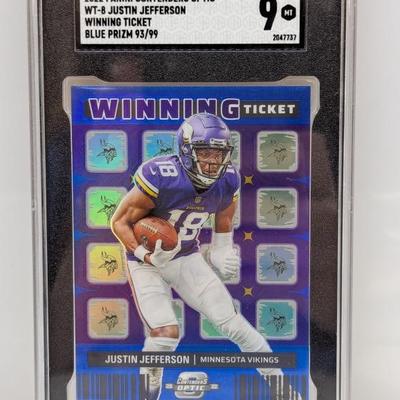 2022 PANINI CONTENDERS OPTIC
WT-8 JUSTIN JEFFERSON
WINNING TICKET
BLUE PRIZM 93/99
9
MT
2047737
WINNING TICKET
18
18
JUSTIN JEFFERSON | MINNESOTA VIKINGS
CONTENDERS
OPTIC